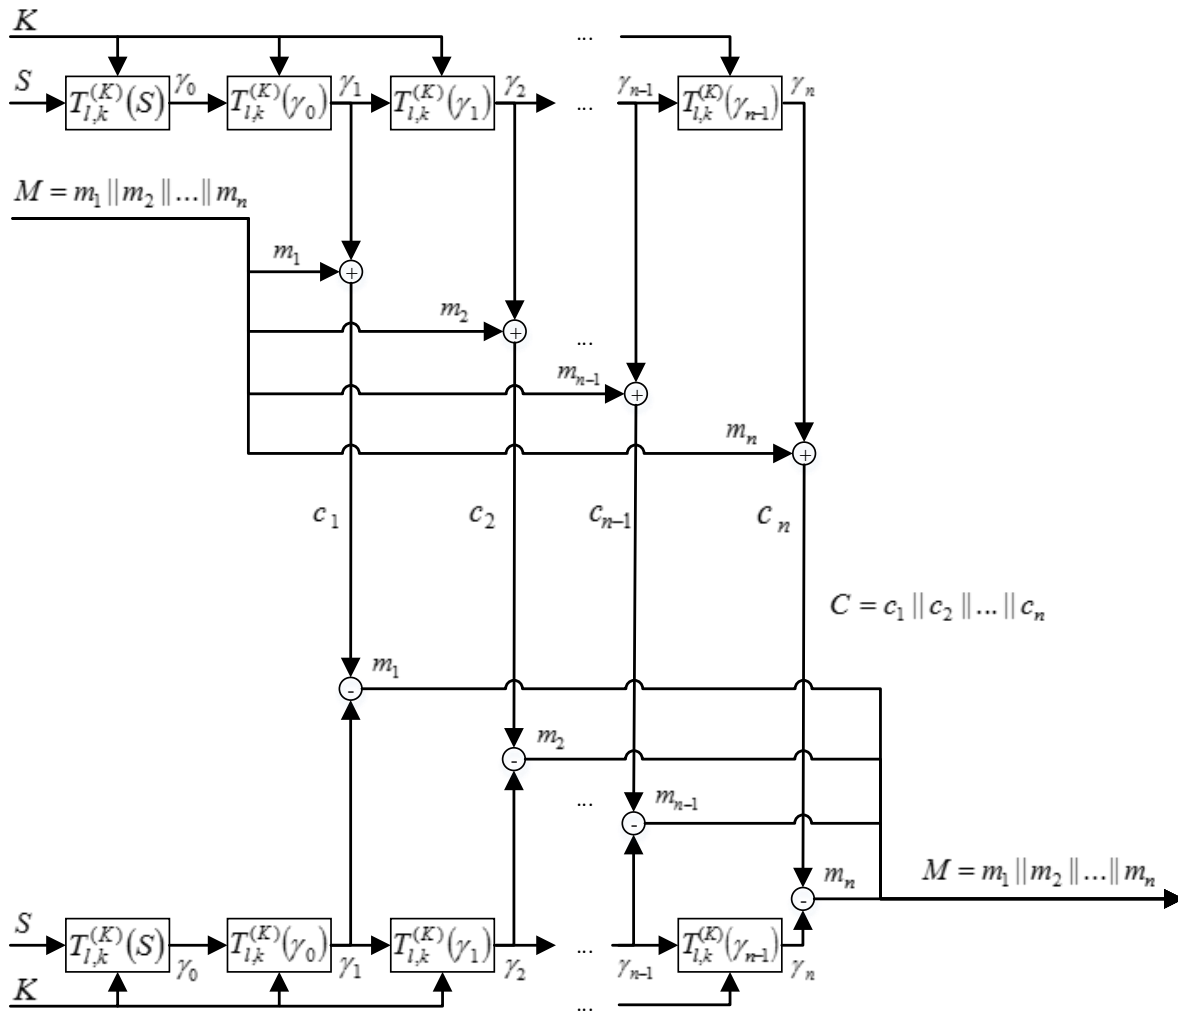 K
...
S T_{l,k}^{(K)}(S) γ_0 T_{l,k}^{(K)}(γ_0) γ_1 T_{l,k}^{(K)}(γ_1) γ_2 ... γ_{n-1} T_{l,k}^{(K)}(γ_{n-1}) γ_n
M = m_1 || m_2 || ... || m_n
m_1 +
m_2 +
...
m_{n-1} +
m_n +
c_1 c_2 c_{n-1} c_n
C = c_1 || c_2 || ... || c_n
m_1
-
m_2
-
... m_{n-1}
-
m_n M = m_1 || m_2 || ... || m_n
-
S T_{l,k}^{(K)}(S) γ_0 T_{l,k}^{(K)}(γ_0) γ_1 T_{l,k}^{(K)}(γ_1) γ_2 ... γ_{n-1} T_{l,k}^{(K)}(γ_{n-1}) γ_n
K
...